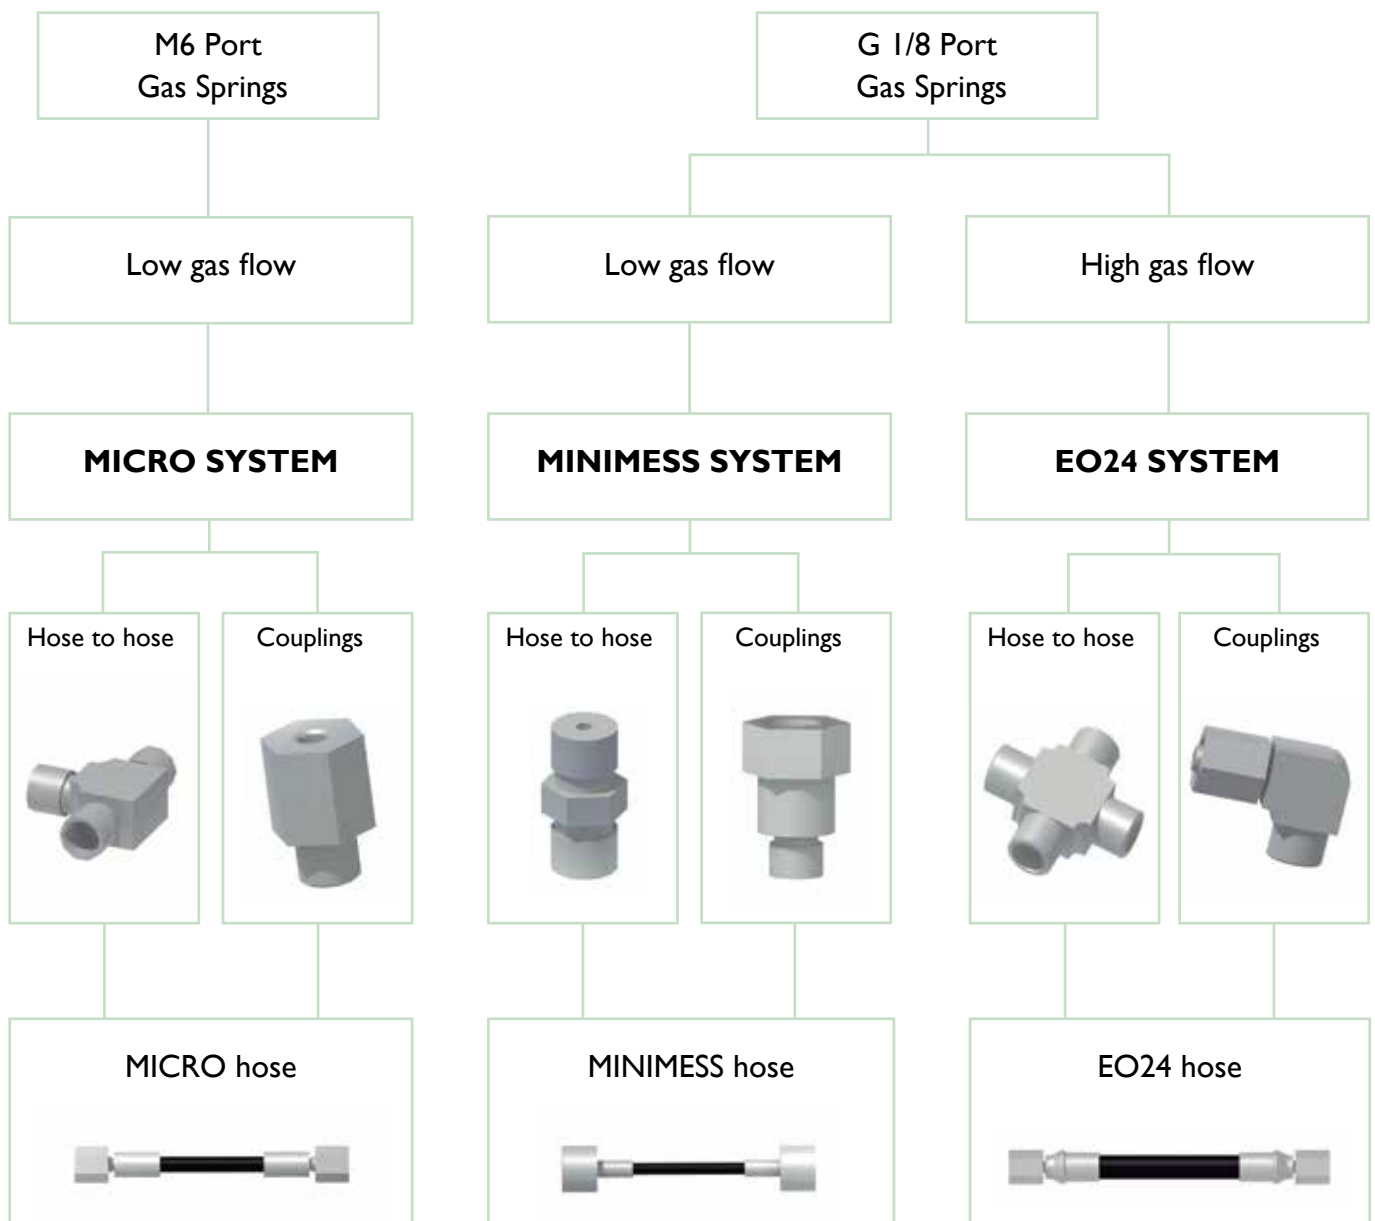 M6 Port
Gas Springs
G 1/8 Port
Gas Springs
Low gas flow
Low gas flow
High gas flow
MICRO SYSTEM
MINIMESS SYSTEM
EO24 SYSTEM
Hose to hose
Couplings
Hose to hose
Couplings
Hose to hose
Couplings
MICRO hose
MINIMESS hose
EO24 hose